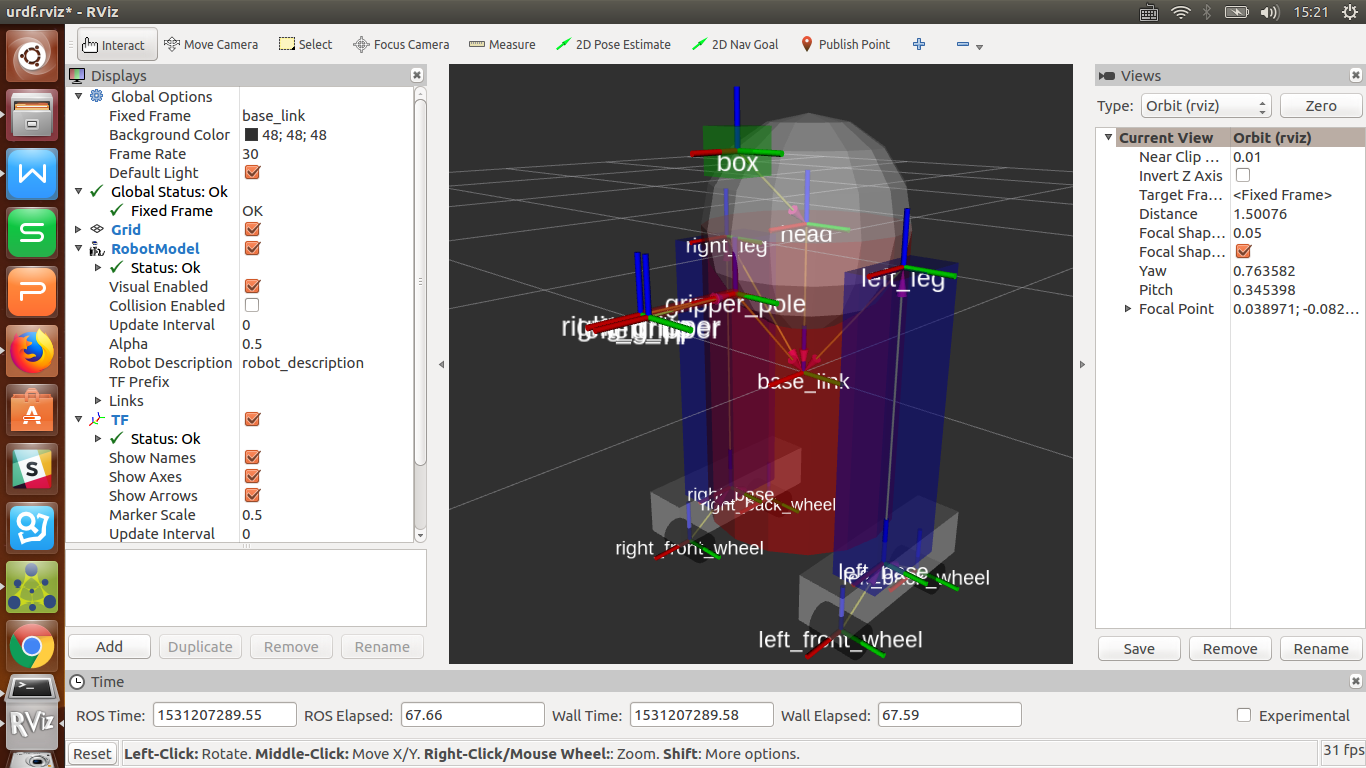 urdf.rviz* - RViz
15:21
Interact
Move Camera
Select
Focus Camera
Measure
2D Pose Estimate
2D Nav Goal
Publish Point
Displays
Global Options
Fixed Frame base_link
Background Color 48; 48; 48
Frame Rate 30
Default Light
Global Status: Ok
Fixed Frame OK
Grid
RobotModel
Status: Ok
Visual Enabled
Collision Enabled
Update Interval 0
Alpha 0.5
Robot Description robot_description
TF Prefix
Links
TF
Status: Ok
Show Names
Show Axes
Show Arrows
Marker Scale 0.5
Update Interval 0
Add
Duplicate
Remove
Rename
box
head
right_leg
left_leg
gripper_pole
base_link
right_base
right_back_wheel
right_front_wheel
left_base
left_back_wheel
left_front_wheel
Views
Type: Orbit (rviz)
Zero
Current View Orbit (rviz)
Near Clip ... 0.01
Invert Z Axis
Target Fra... <Fixed Frame>
Distance 1.50076
Focal Shap... 0.05
Focal Shap...
Yaw 0.763582
Pitch 0.345398
Focal Point 0.038971; -0.082...
Save
Remove
Rename
Time
ROS Time: 1531207289.55 ROS Elapsed: 67.66 Wall Time: 1531207289.58 Wall Elapsed: 67.59 Experimental
Reset
Left-Click: Rotate. Middle-Click: Move X/Y. Right-Click/Mouse Wheel:: Zoom. Shift: More options.
31 fps
RViz